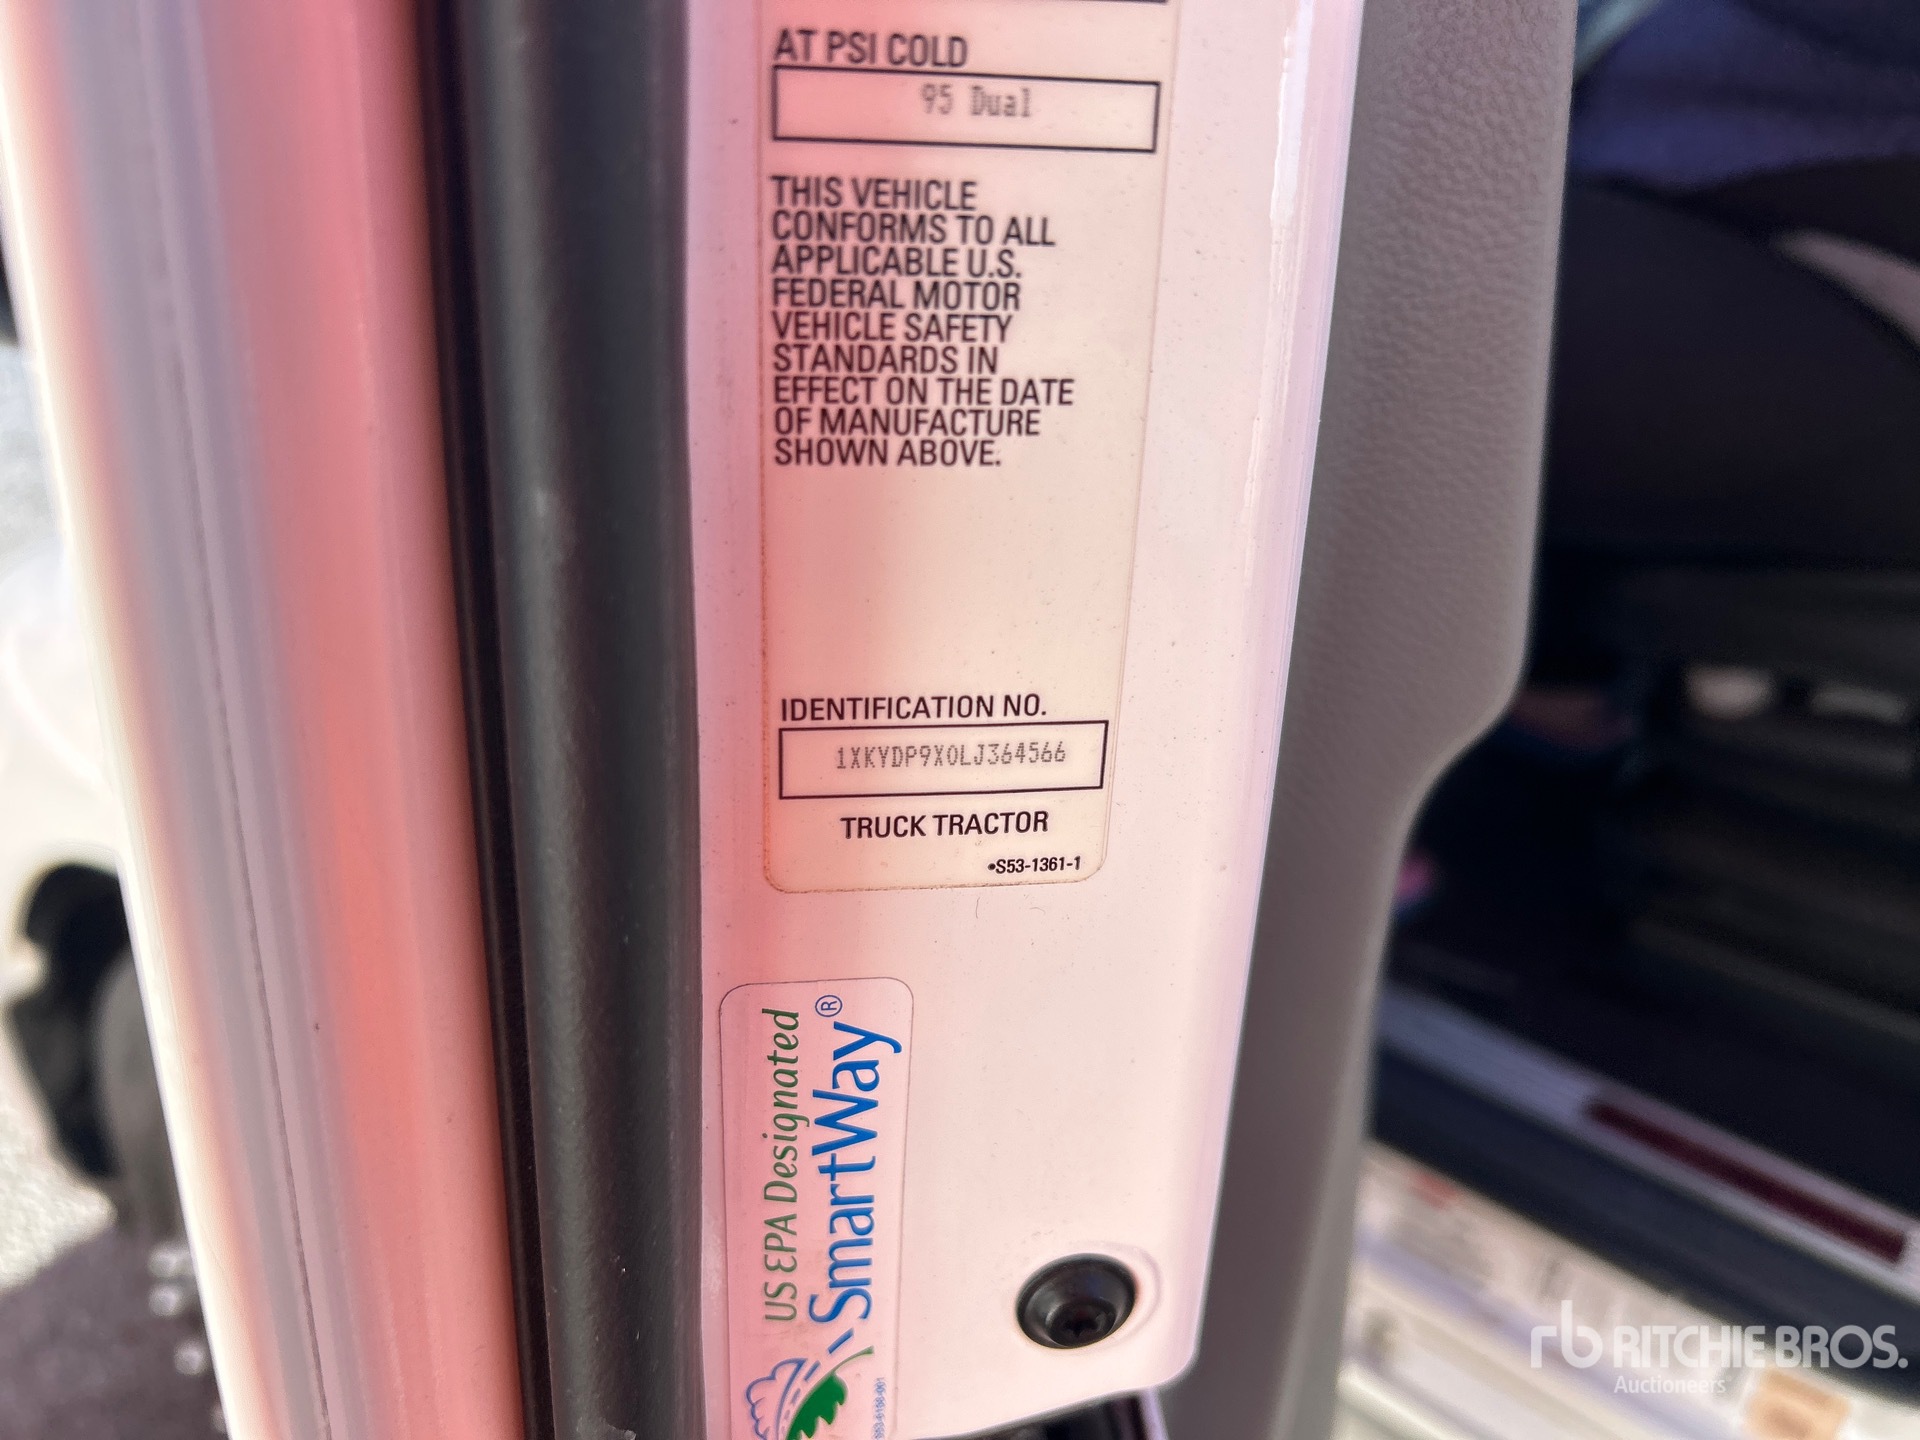 AT PSI COLD
95 Dual
THIS VEHICLE
CONFORMS TO ALL
APPLICABLE U.S.
FEDERAL MOTOR
VEHICLE SAFETY
STANDARDS IN
EFFECT ON THE DATE
OF MANUFACTURE
SHOWN ABOVE.
IDENTIFICATION NO.
1XKYDP9X0LJ364566
TRUCK TRACTOR
•S53-1361-1
US EPA Designated
SmartWay®
rb RITCHIE BROS.
Auctioneers